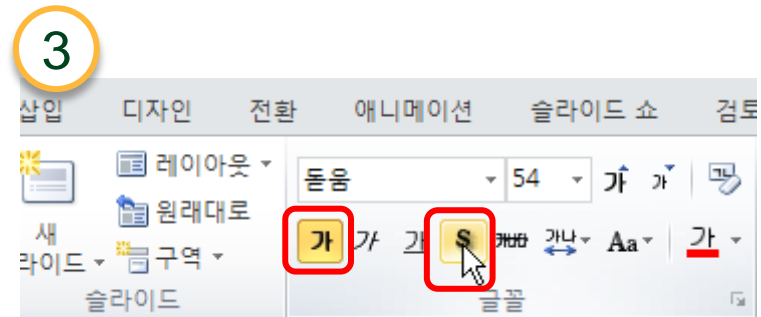 3
삽입 디자인 전환 애니메이션 슬라이드 쇼 검토
레이아웃 돋움 54 가 가
원래대로
새 가 가 가 S 가나 Aa 가
라이드 구역
슬라이드 글꼴